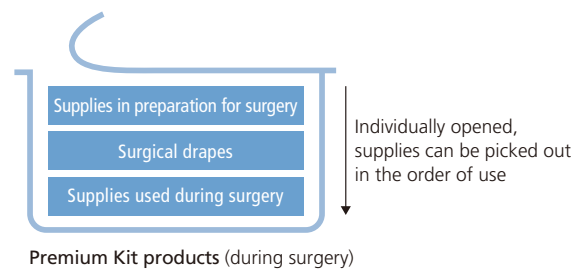 Supplies in preparation for surgery
Surgical drapes
Supplies used during surgery
Individually opened,
supplies can be picked out
in the order of use
Premium Kit products (during surgery)